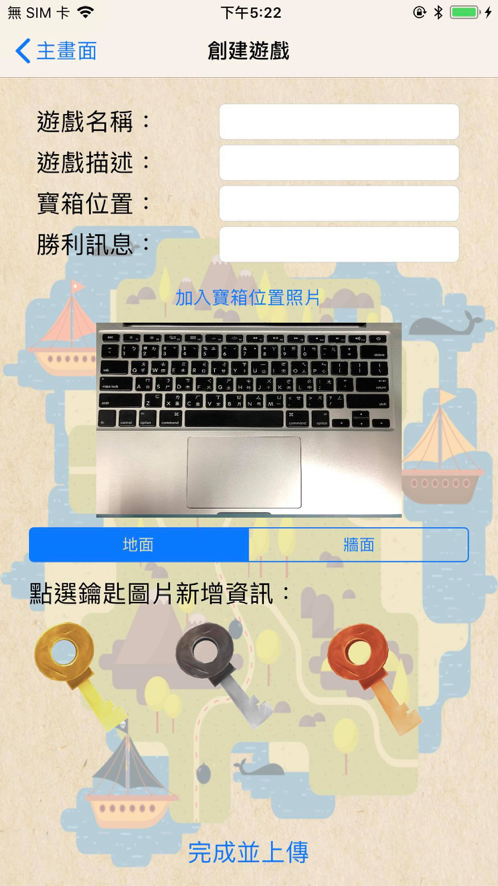 無 SIM 卡 下午5:22
主畫面 創建遊戲
遊戲名稱：
遊戲描述：
寶箱位置：
勝利訊息：
加入寶箱位置照片
地面 牆面
點選鑰匙圖片新增資訊：
完成並上傳